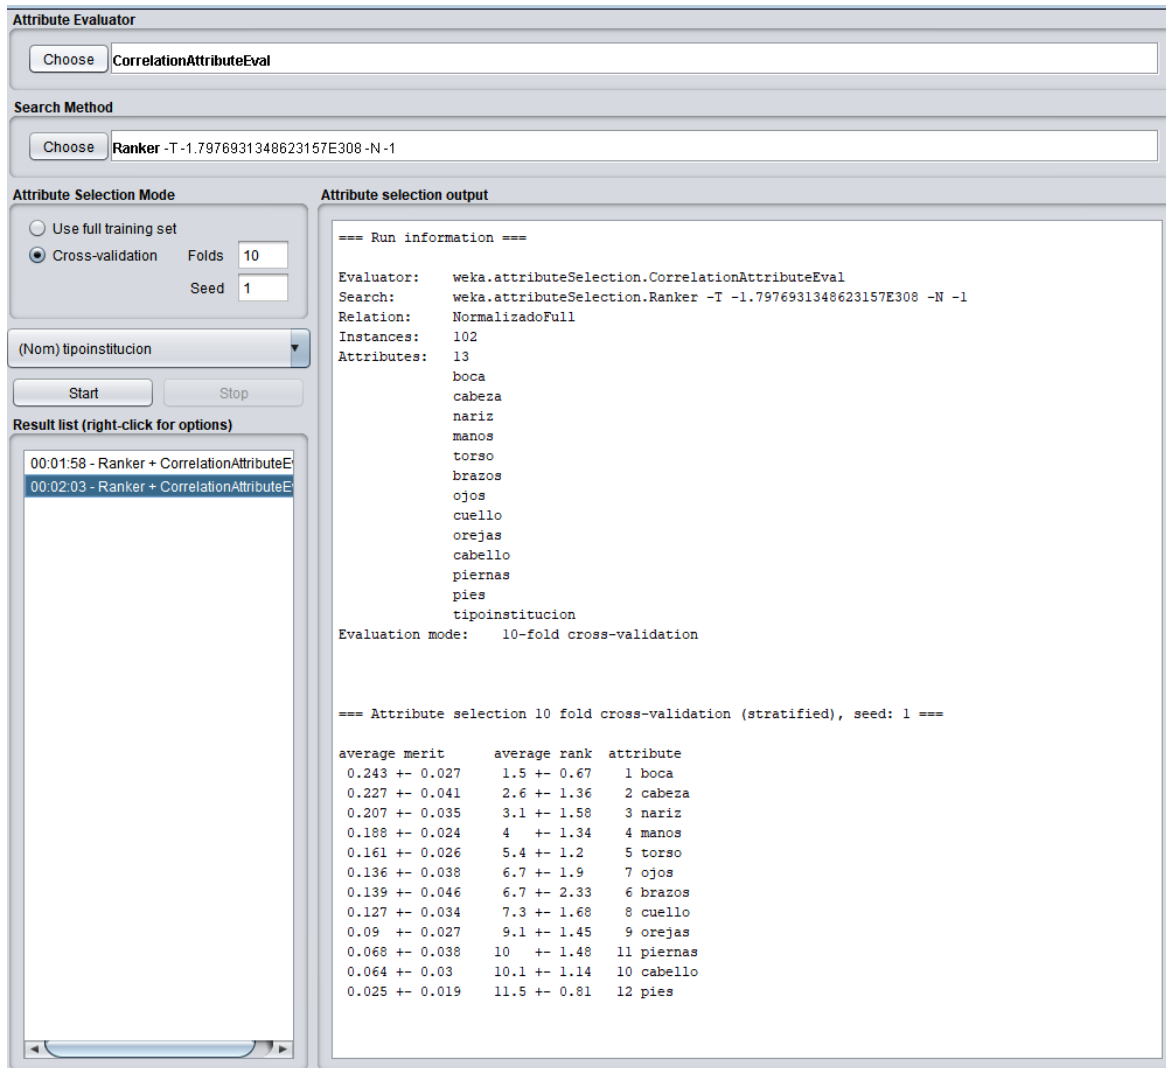 Attribute Evaluator
Choose CorrelationAttributeEval
Search Method
Choose Ranker -T -1.7976931348623157E308 -N -1
Attribute Selection Mode
Use full training set
Cross-validation Folds 10
Seed 1
(Nom) tipoinstitucion
Start Stop
Result list (right-click for options)
00:01:58 - Ranker + CorrelationAttributeE
00:02:03 - Ranker + CorrelationAttributeE
Attribute selection output
=== Run information ===
Evaluator: weka.attributeSelection.CorrelationAttributeEval
Search: weka.attributeSelection.Ranker -T -1.7976931348623157E308 -N -1
Relation: NormalizadoFull
Instances: 102
Attributes: 13
boca
cabeza
nariz
manos
torso
brazos
ojos
cuello
orejas
cabello
piernas
pies
tipoinstitucion
Evaluation mode: 10-fold cross-validation
=== Attribute selection 10 fold cross-validation (stratified), seed: 1 ===
average merit average rank attribute
0.243 +- 0.027 1.5 +- 0.67 1 boca
0.227 +- 0.041 2.6 +- 1.36 2 cabeza
0.207 +- 0.035 3.1 +- 1.58 3 nariz
0.188 +- 0.024 4 +- 1.34 4 manos
0.161 +- 0.026 5.4 +- 1.2 5 torso
0.136 +- 0.038 6.7 +- 1.9 7 ojos
0.139 +- 0.046 6.7 +- 2.33 6 brazos
0.127 +- 0.034 7.3 +- 1.68 8 cuello
0.09 +- 0.027 9.1 +- 1.45 9 orejas
0.068 +- 0.038 10 +- 1.48 11 piernas
0.064 +- 0.03 10.1 +- 1.14 10 cabello
0.025 +- 0.019 11.5 +- 0.81 12 pies